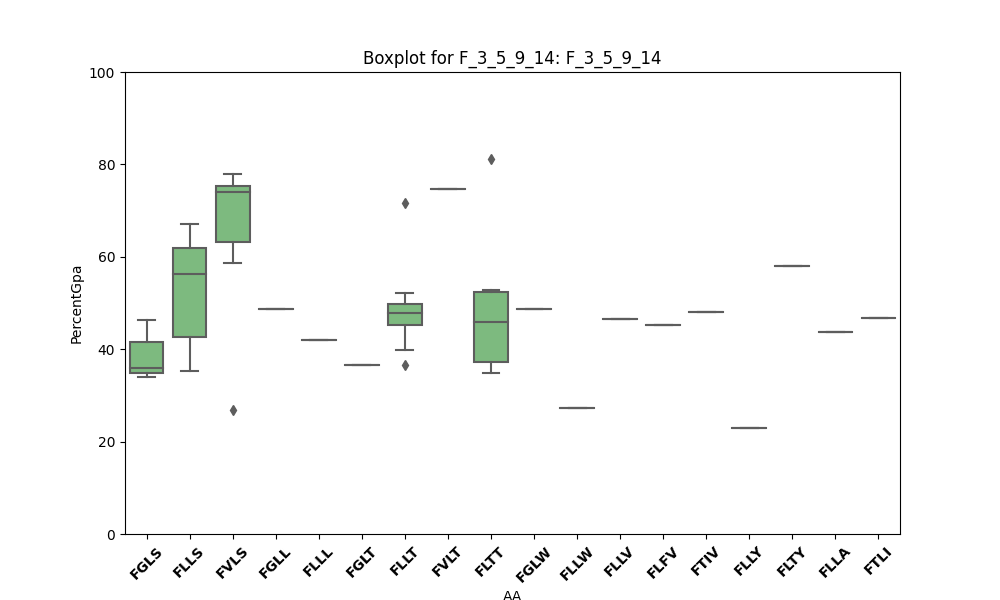 Boxplot for F_3_5_9_14: F_3_5_9_14
100
80
60
40
20
0
PercentGpa
FGLS
FLLS
FVLS
FGLL
FLLL
FGLT
FLLT
FVLT
FLTT
FGLW
FLLW
FLLV
FLFV
FTIV
FLLY
FLTY
FLLA
FTLI
AA